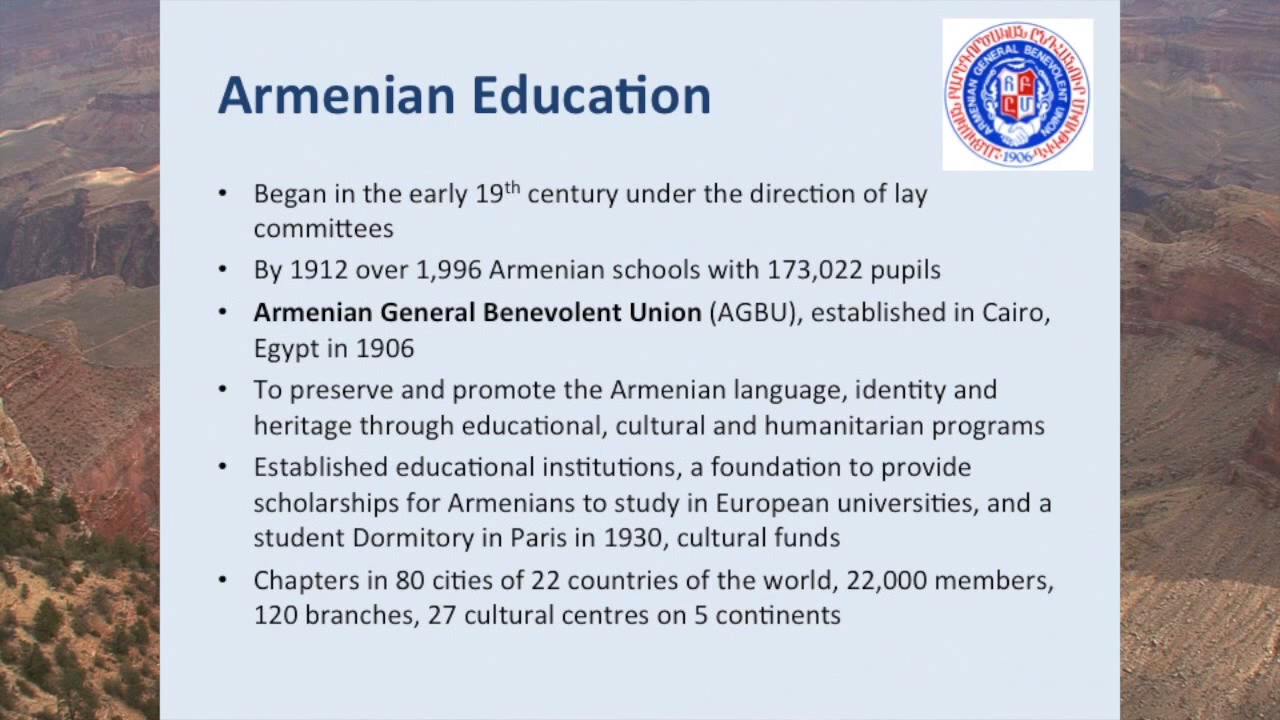 Armenian Education
ARMENIAN GENERAL BENEVOLENT UNION
1906
• Began in the early 19th century under the direction of lay
committees
• By 1912 over 1,996 Armenian schools with 173,022 pupils
• Armenian General Benevolent Union (AGBU), established in Cairo,
Egypt in 1906
• To preserve and promote the Armenian language, identity and
heritage through educational, cultural and humanitarian programs
• Established educational institutions, a foundation to provide
scholarships for Armenians to study in European universities, and a
student Dormitory in Paris in 1930, cultural funds
• Chapters in 80 cities of 22 countries of the world, 22,000 members,
120 branches, 27 cultural centres on 5 continents